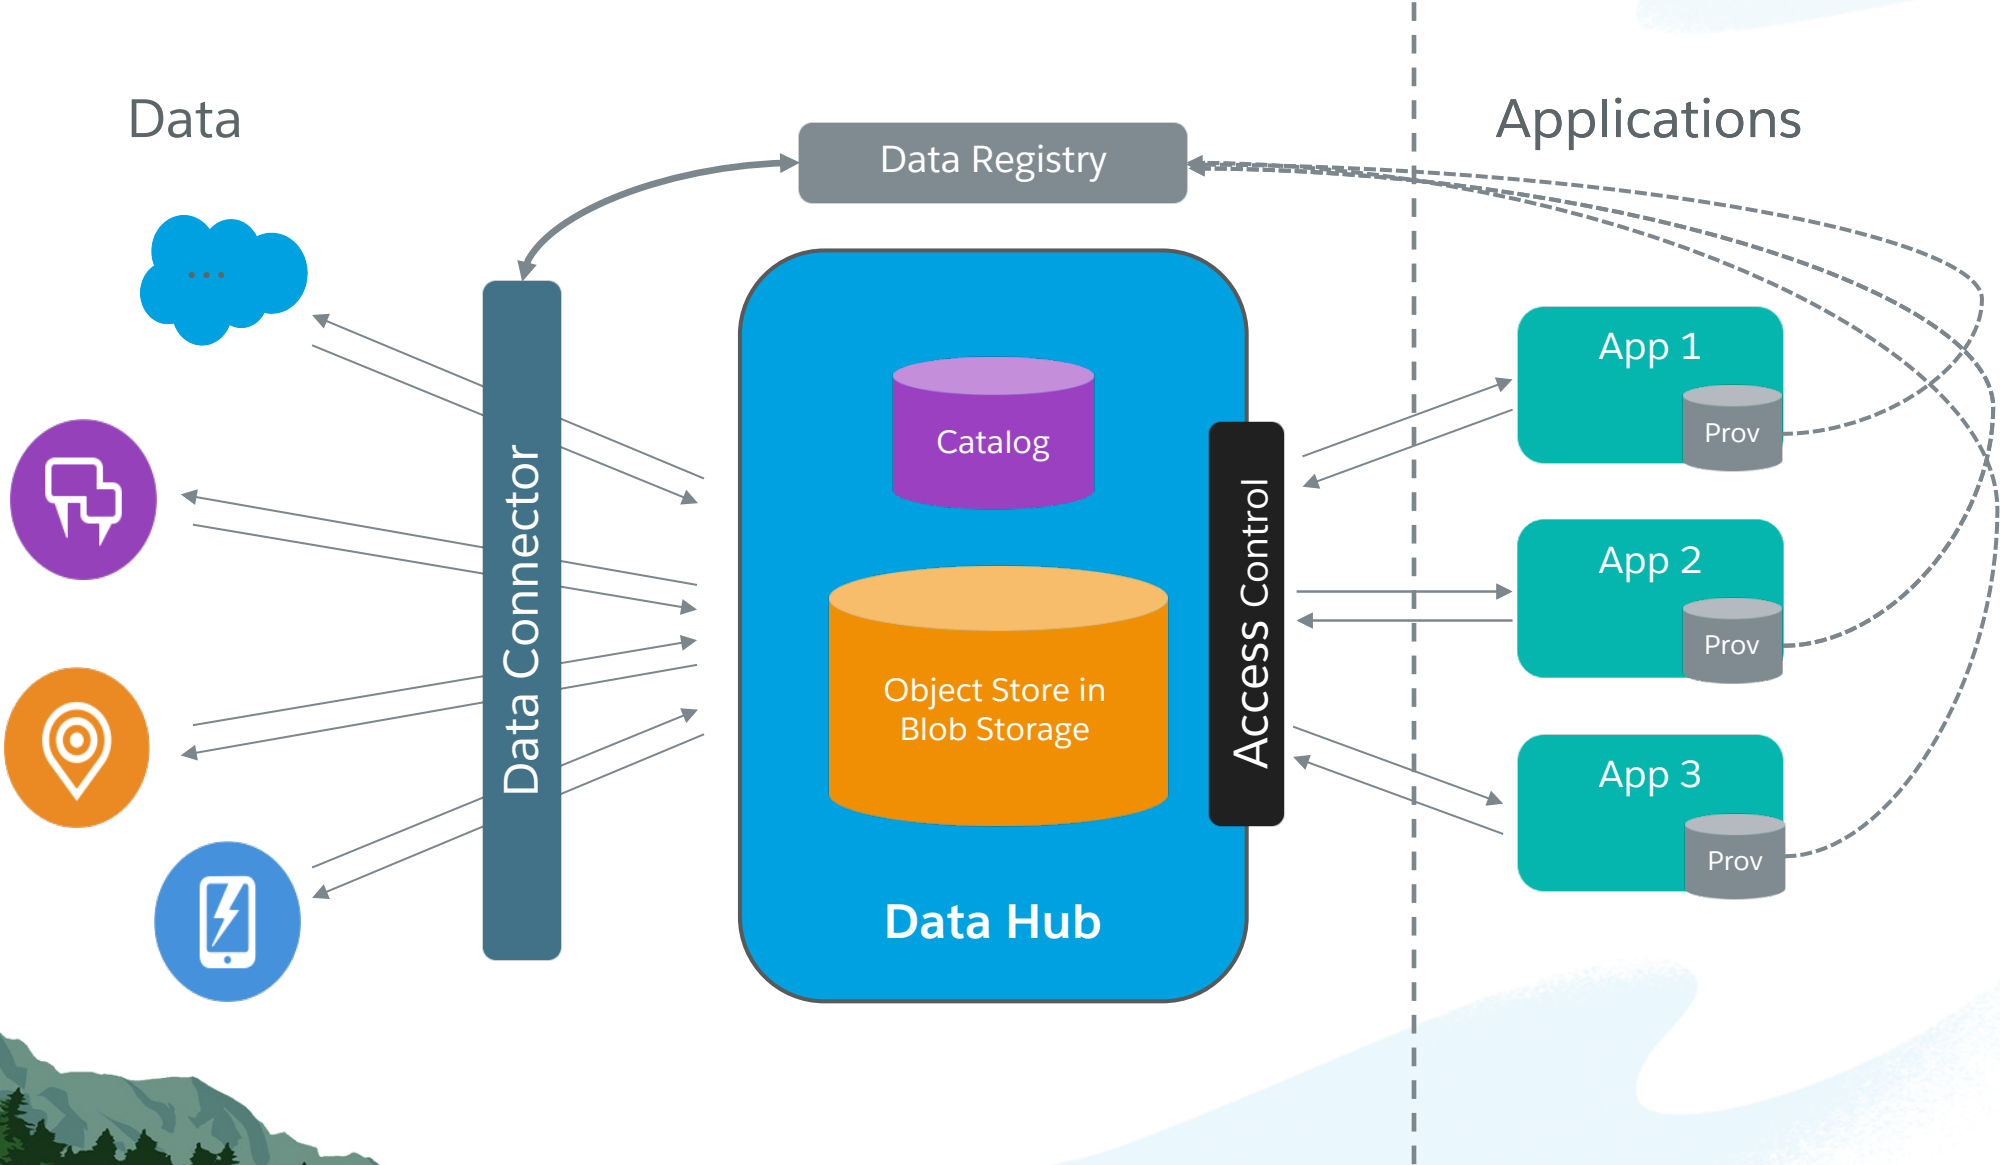 Data
Data Registry
Applications
...
Data Connector
Catalog
Object Store in
Blob Storage
Data Hub
Access Control
App 1
Prov
App 2
Prov
App 3
Prov